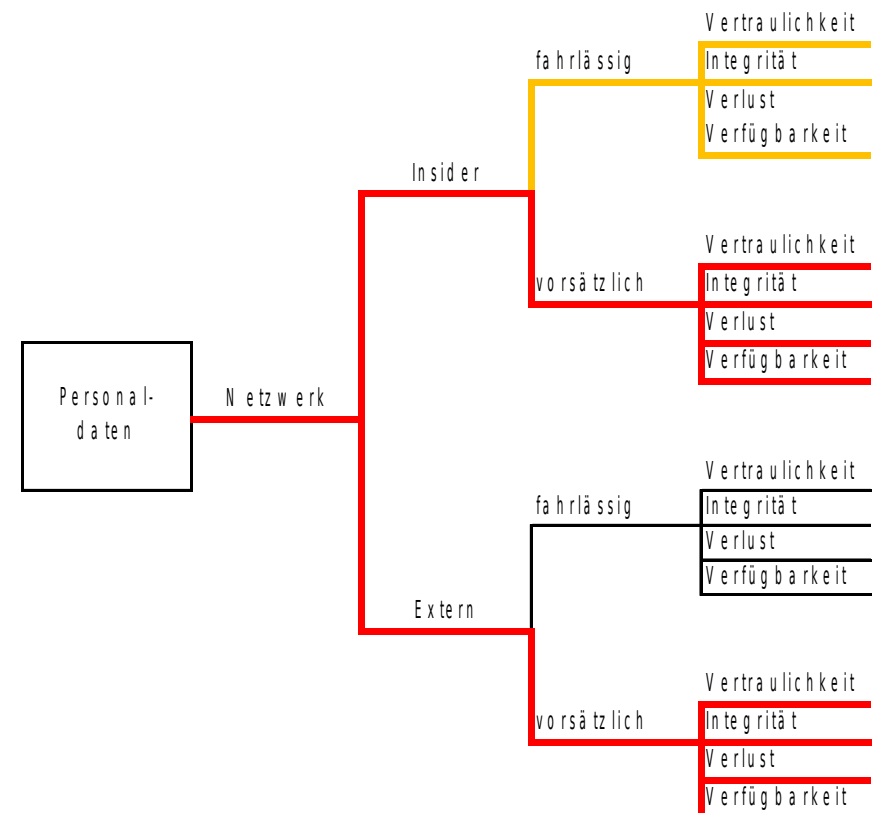 Vertraulichkeit
fahrlässig
Integrität
Verlust
Verfügbarkeit
Insider
Vertraulichkeit
vorsätzlich
Integrität
Verlust
Verfügbarkeit
Personal-
daten
Netzwerk
Vertraulichkeit
fahrlässig
Integrität
Verlust
Verfügbarkeit
Extern
Vertraulichkeit
vorsätzlich
Integrität
Verlust
Verfügbarkeit